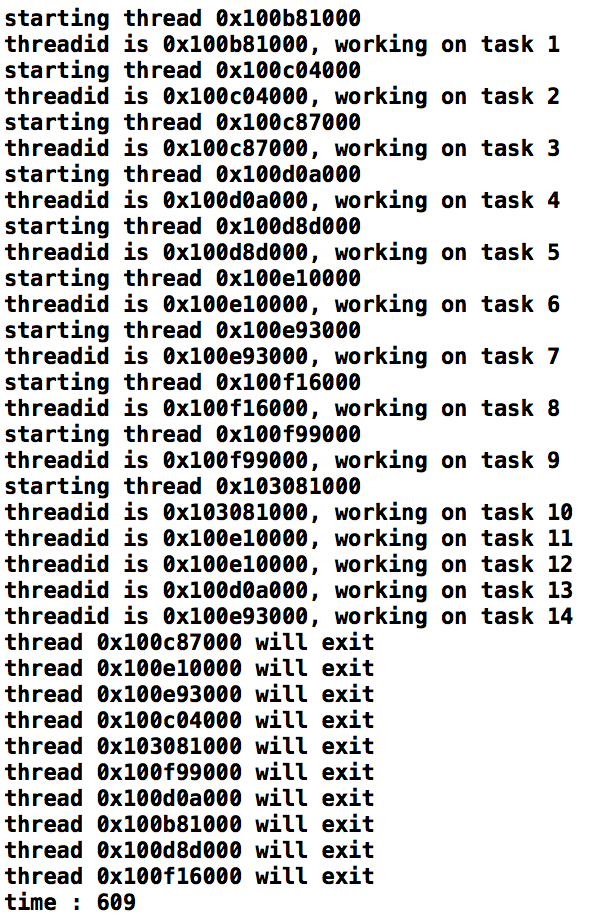 starting thread 0x100b81000
threadid is 0x100b81000, working on task 1
starting thread 0x100c04000
threadid is 0x100c04000, working on task 2
starting thread 0x100c87000
threadid is 0x100c87000, working on task 3
starting thread 0x100d0a000
threadid is 0x100d0a000, working on task 4
starting thread 0x100d8d000
threadid is 0x100d8d000, working on task 5
starting thread 0x100e10000
threadid is 0x100e10000, working on task 6
starting thread 0x100e93000
threadid is 0x100e93000, working on task 7
starting thread 0x100f16000
threadid is 0x100f16000, working on task 8
starting thread 0x100f99000
threadid is 0x100f99000, working on task 9
starting thread 0x103081000
threadid is 0x103081000, working on task 10
threadid is 0x100e10000, working on task 11
threadid is 0x100e10000, working on task 12
threadid is 0x100d0a000, working on task 13
threadid is 0x100e93000, working on task 14
thread 0x100c87000 will exit
thread 0x100e10000 will exit
thread 0x100e93000 will exit
thread 0x100c04000 will exit
thread 0x103081000 will exit
thread 0x100f99000 will exit
thread 0x100d0a000 will exit
thread 0x100b81000 will exit
thread 0x100d8d000 will exit
thread 0x100f16000 will exit
time : 609